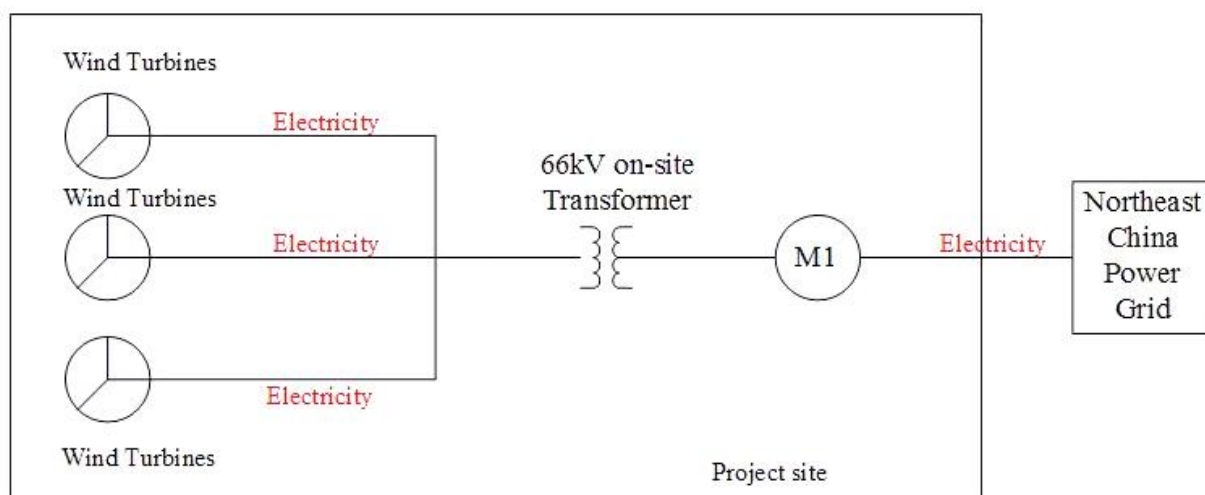 Wind Turbines
Electricity
Wind Turbines
Electricity
Electricity
Wind Turbines
66kV on-site
Transformer
M1
Electricity
Northeast
China
Power
Grid
Project site